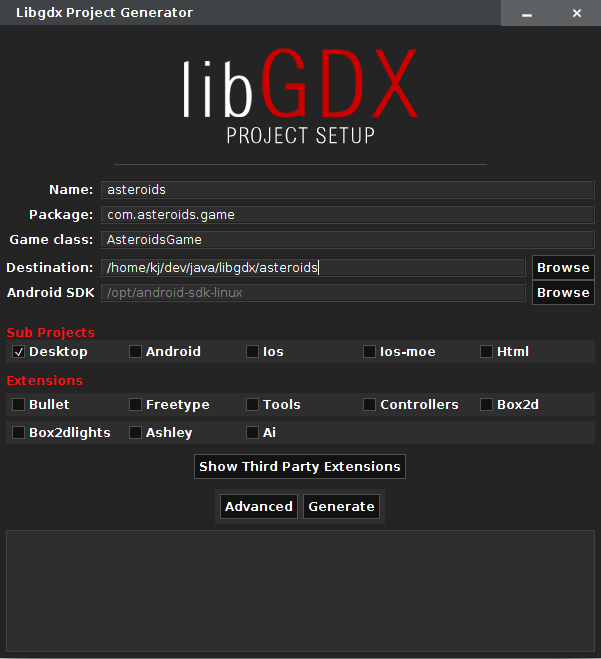 Libgdx Project Generator
libGDX
PROJECT SETUP
Name: asteroids
Package: com.asteroids.game
Game class: AsteroidsGame
Destination: /home/kj/dev/java/libgdx/asteroids Browse
Android SDK /opt/android-sdk-linux Browse
Sub Projects
Desktop Android Ios Ios-moe Html
Extensions
Bullet Freetype Tools Controllers Box2d
Box2dlights Ashley Ai
Show Third Party Extensions
Advanced Generate